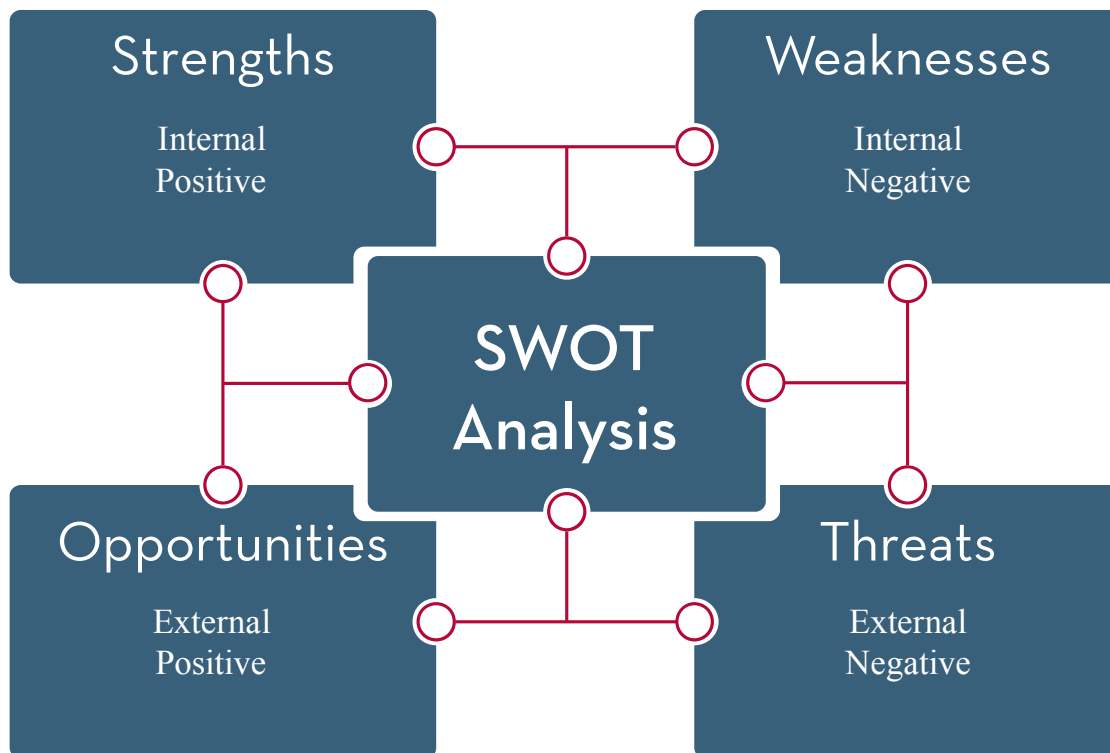 Strengths
Internal
Positive
Weaknesses
Internal
Negative
SWOT
Analysis
Opportunities
External
Positive
Threats
External
Negative